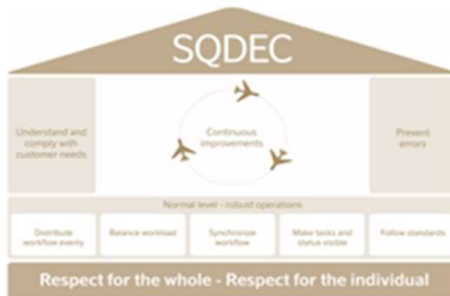 SQDEC
Understand and
comply with
customer needs
Continuous
improvements
Prevent
errors
Normal level - robust operations
Distribute
workflow evenly
Balance workload
Synchronize
workflow
Make tasks and
status visible
Follow standards
Respect for the whole - Respect for the individual